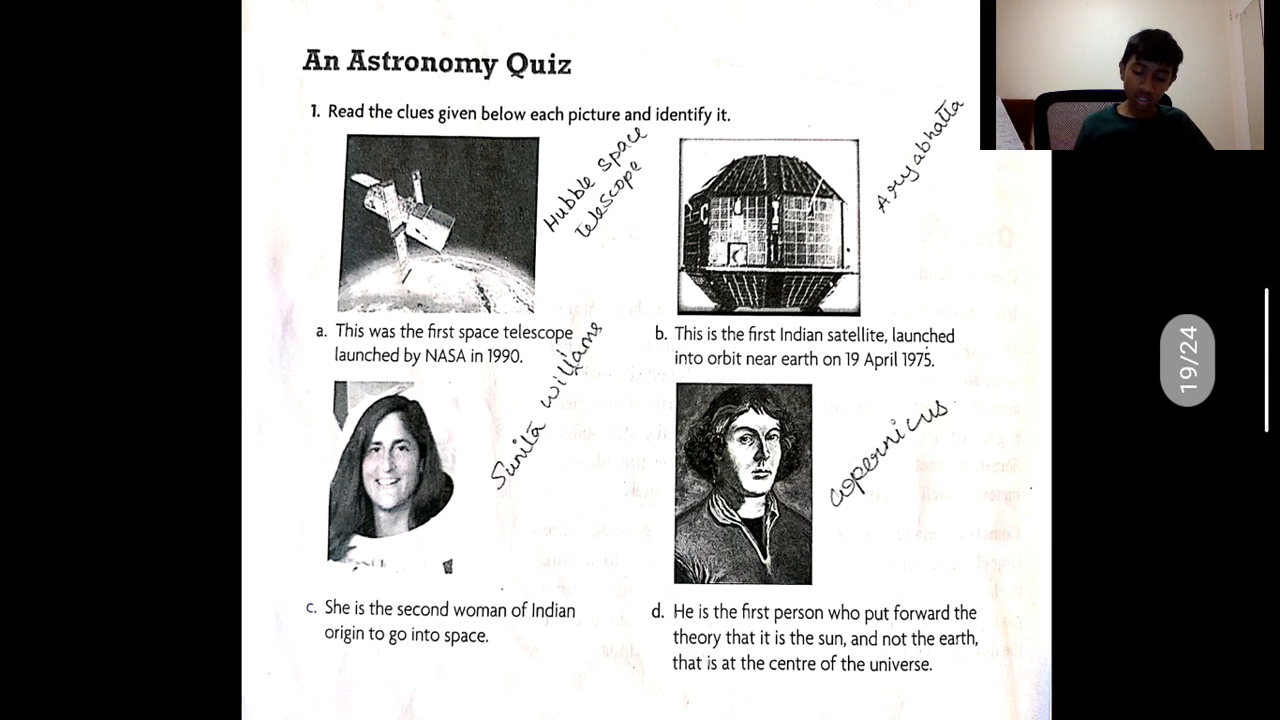 An Astronomy Quiz
1. Read the clues given below each picture and identify it.
Hubble Space
Telescope
Aryabhatta
a. This was the first space telescope
launched by NASA in 1990.
b. This is the first Indian satellite, launched
into orbit near earth on 19 April 1975.
Sunita Williams
Copernicus
c. She is the second woman of Indian
origin to go into space.
d. He is the first person who put forward the
theory that it is the sun, and not the earth,
that is at the centre of the universe.
19/24